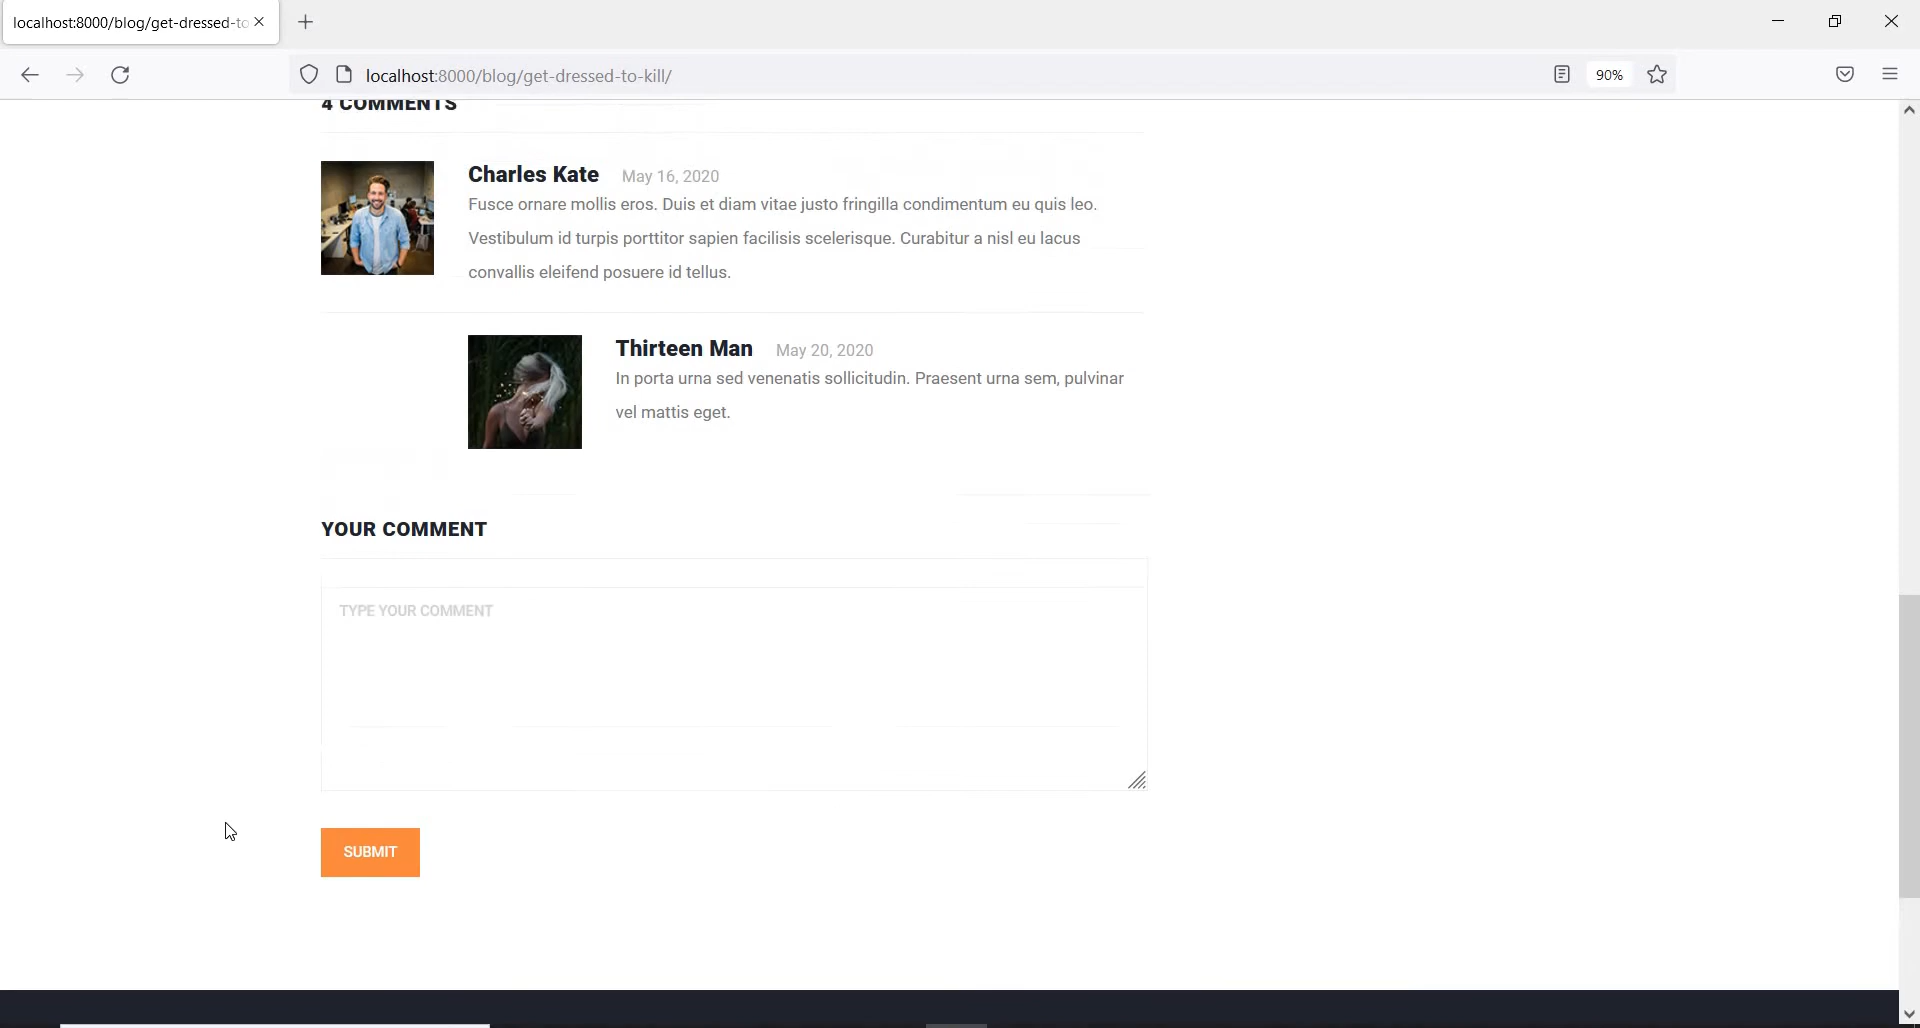 localhost:8000/blog/get-dressed-to
localhost:8000/blog/get-dressed-to-kill/
90%
4 COMMENTS
Charles Kate May 16, 2020
Fusce ornare mollis eros. Duis et diam vitae justo fringilla condimentum eu quis leo.
Vestibulum id turpis porttitor sapien facilisis scelerisque. Curabitur a nisl eu lacus
convallis eleifend posuere id tellus.
Thirteen Man May 20, 2020
In porta urna sed venenatis sollicitudin. Praesent urna sem, pulvinar
vel mattis eget.
YOUR COMMENT
TYPE YOUR COMMENT
SUBMIT